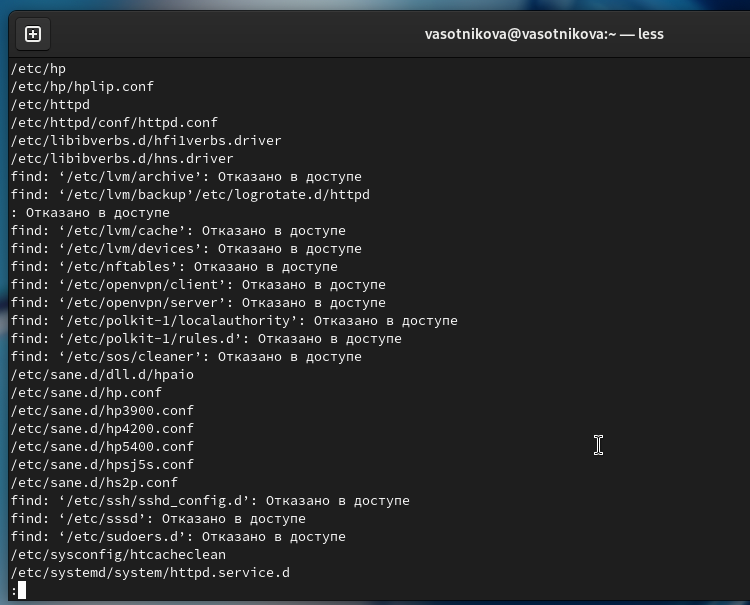 vasotnikova@vasotnikova:~ — less
/etc/hp
/etc/hp/hplip.conf
/etc/httpd
/etc/httpd/conf/httpd.conf
/etc/libibverbs.d/hfi1verbs.driver
/etc/libibverbs.d/hns.driver
find: ‘/etc/lvm/archive’: Отказано в доступе
find: ‘/etc/lvm/backup’/etc/logrotate.d/httpd
: Отказано в доступе
find: ‘/etc/lvm/cache’: Отказано в доступе
find: ‘/etc/lvm/devices’: Отказано в доступе
find: ‘/etc/nftables’: Отказано в доступе
find: ‘/etc/openvpn/client’: Отказано в доступе
find: ‘/etc/openvpn/server’: Отказано в доступе
find: ‘/etc/polkit-1/localauthority’: Отказано в доступе
find: ‘/etc/polkit-1/rules.d’: Отказано в доступе
find: ‘/etc/sos/cleaner’: Отказано в доступе
/etc/sane.d/dll.d/hpaio
/etc/sane.d/hp.conf
/etc/sane.d/hp3900.conf
/etc/sane.d/hp4200.conf
/etc/sane.d/hp5400.conf
/etc/sane.d/hpsj5s.conf
/etc/sane.d/hs2p.conf
find: ‘/etc/ssh/sshd_config.d’: Отказано в доступе
find: ‘/etc/sssd’: Отказано в доступе
find: ‘/etc/sudoers.d’: Отказано в доступе
/etc/sysconfig/htcacheclean
/etc/systemd/system/httpd.service.d
: